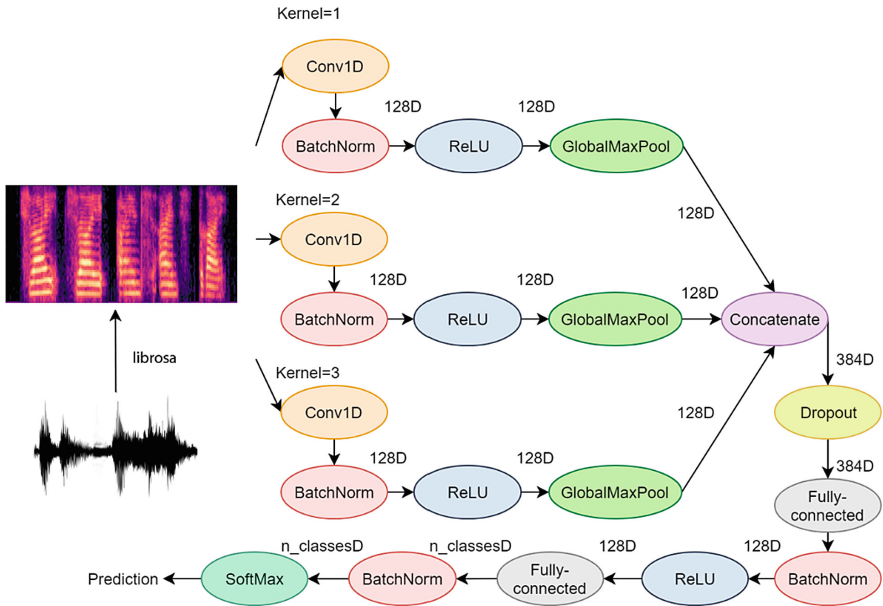 Kernel=1
Conv1D
128D
128D
BatchNorm
ReLU
GlobalMaxPool
128D
Kernel=2
Conv1D
128D
128D
128D
BatchNorm
ReLU
GlobalMaxPool
Concatenate
librosa
384D
Kernel=3
Conv1D
128D
Dropout
128D
128D
384D
BatchNorm
ReLU
GlobalMaxPool
Fully-
connected
n_classesD
n_classesD
128D
128D
Prediction
SoftMax
BatchNorm
Fully-
connected
ReLU
BatchNorm